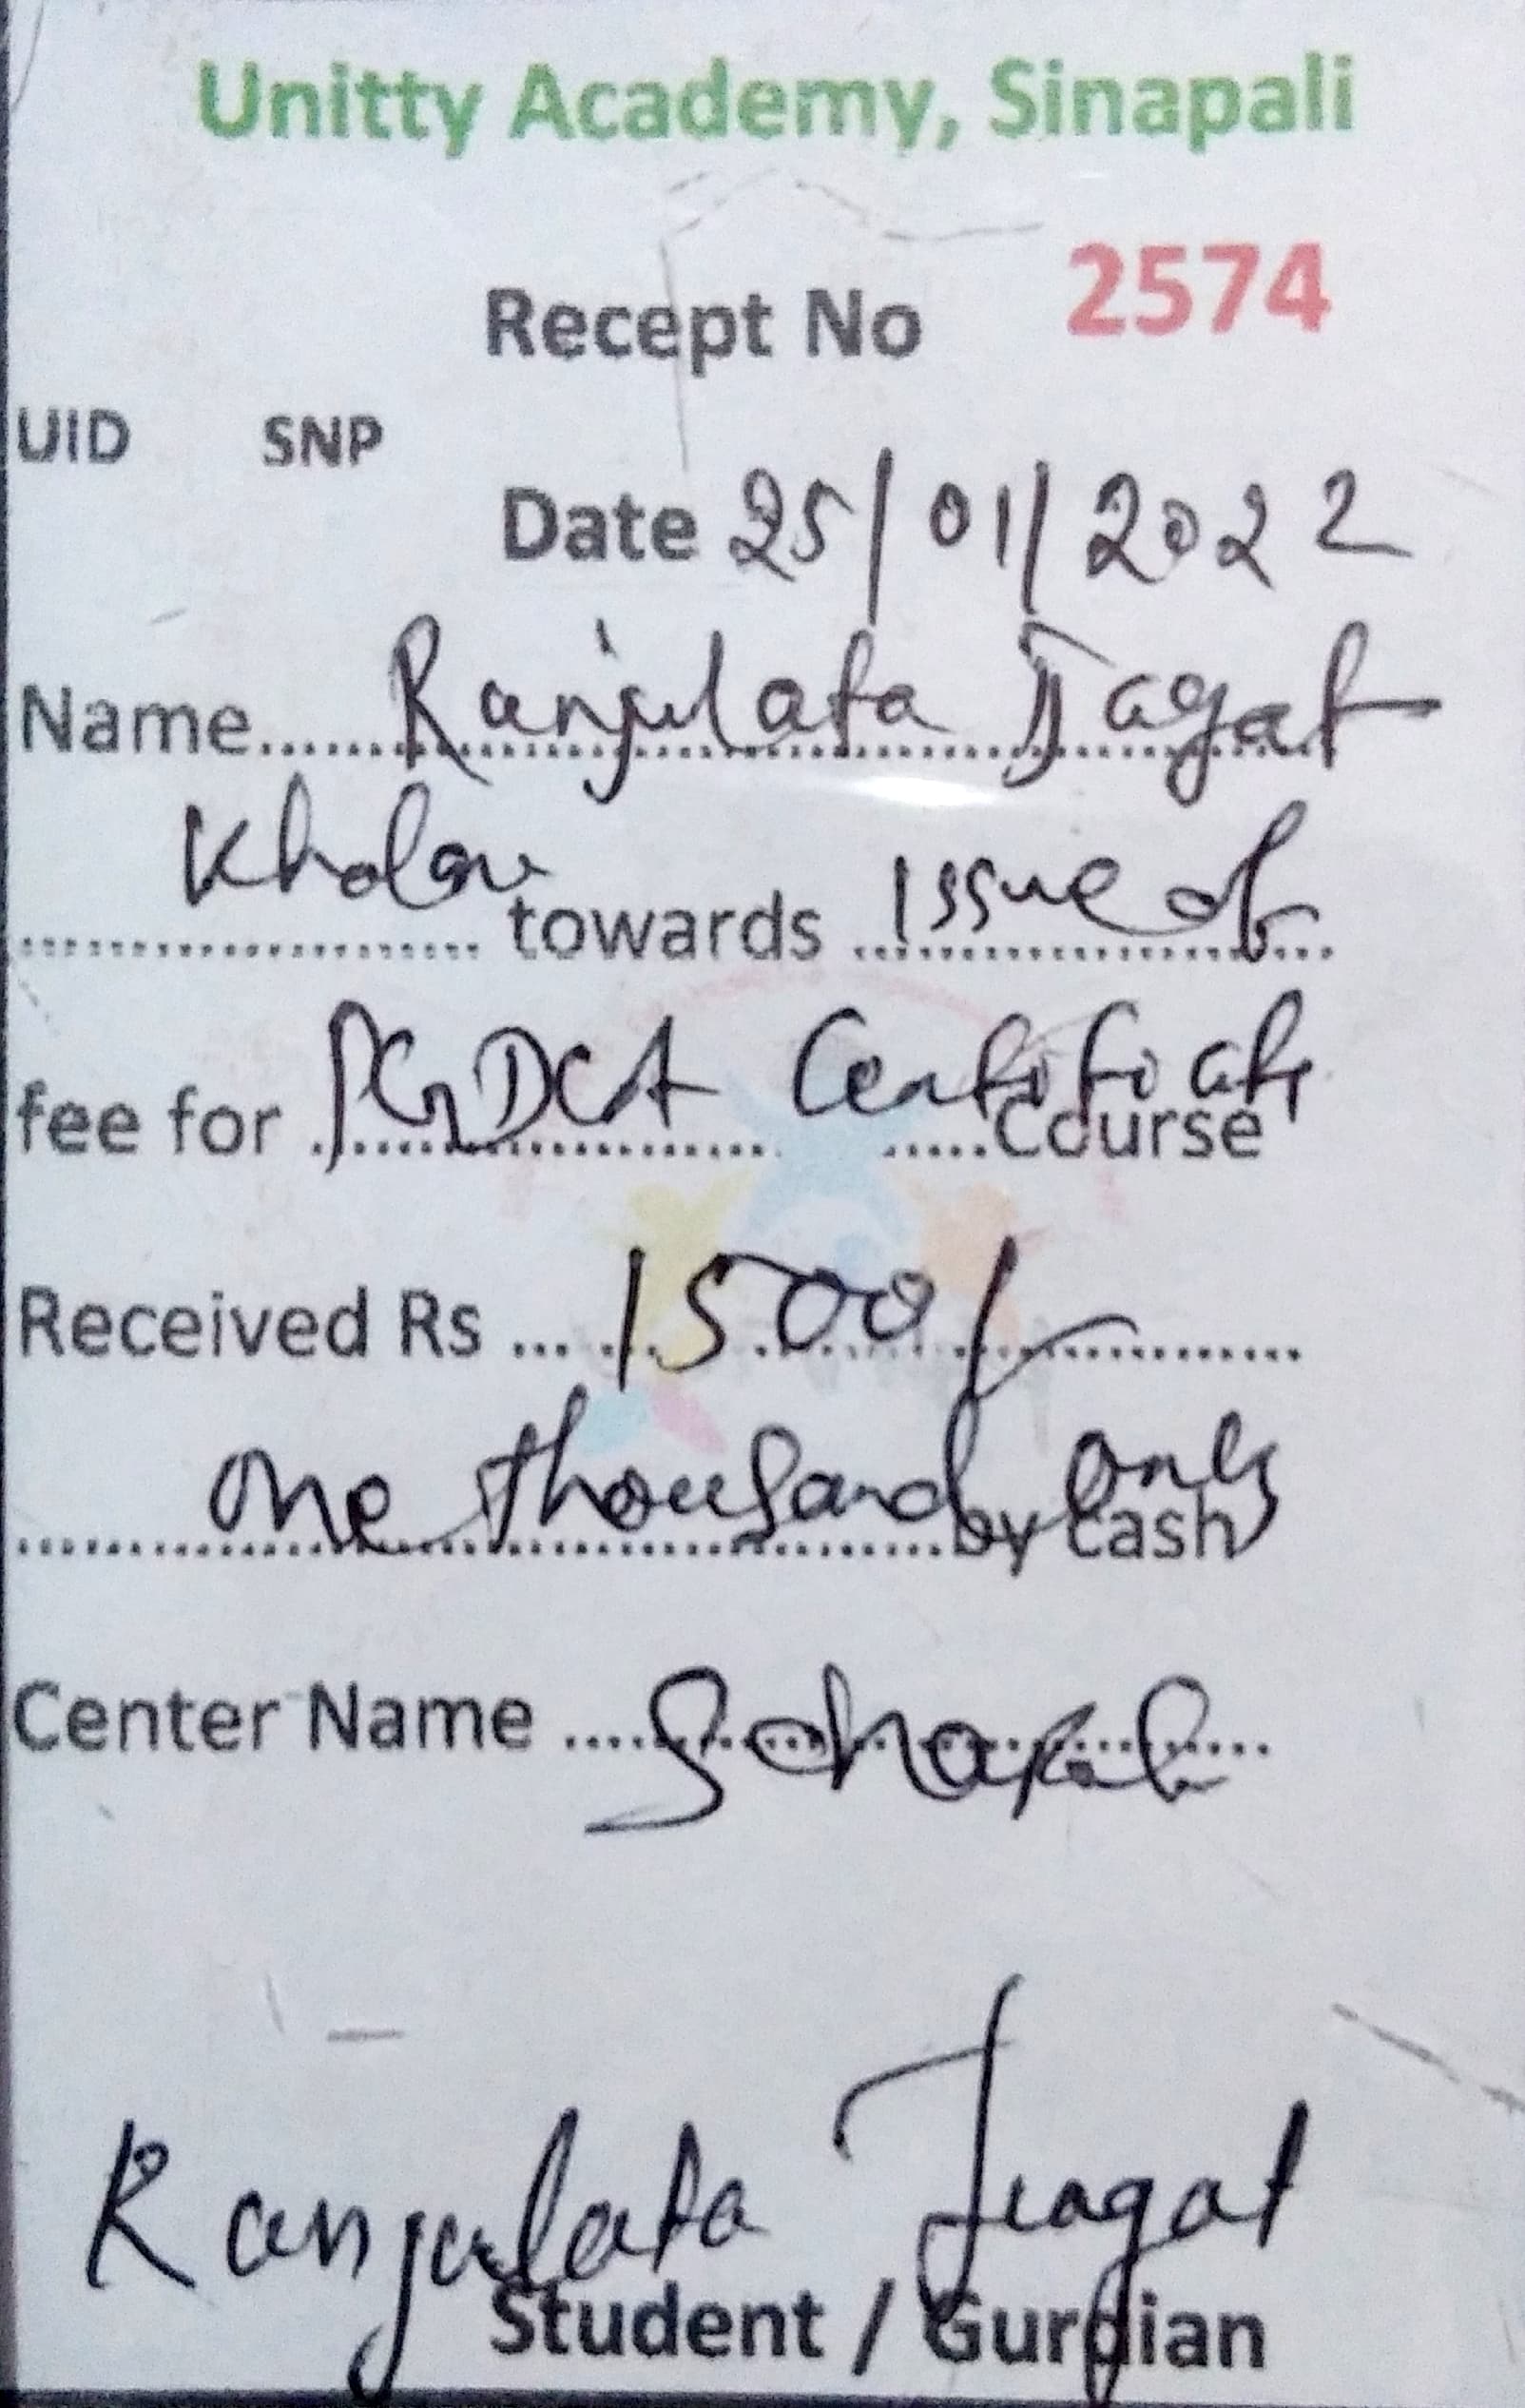 Unitty Academy, Sinapali
Recept No 2574
UID SNP
Date 25/01/2022
Name...... Ranjulata Jagat
.................... towards Issue of
fee for PGDCA Certificate Course
Received Rs ... 1500/-
one thousand only by Cash
Center Name ....
Ranjulata Jagat
Student / Gurdian